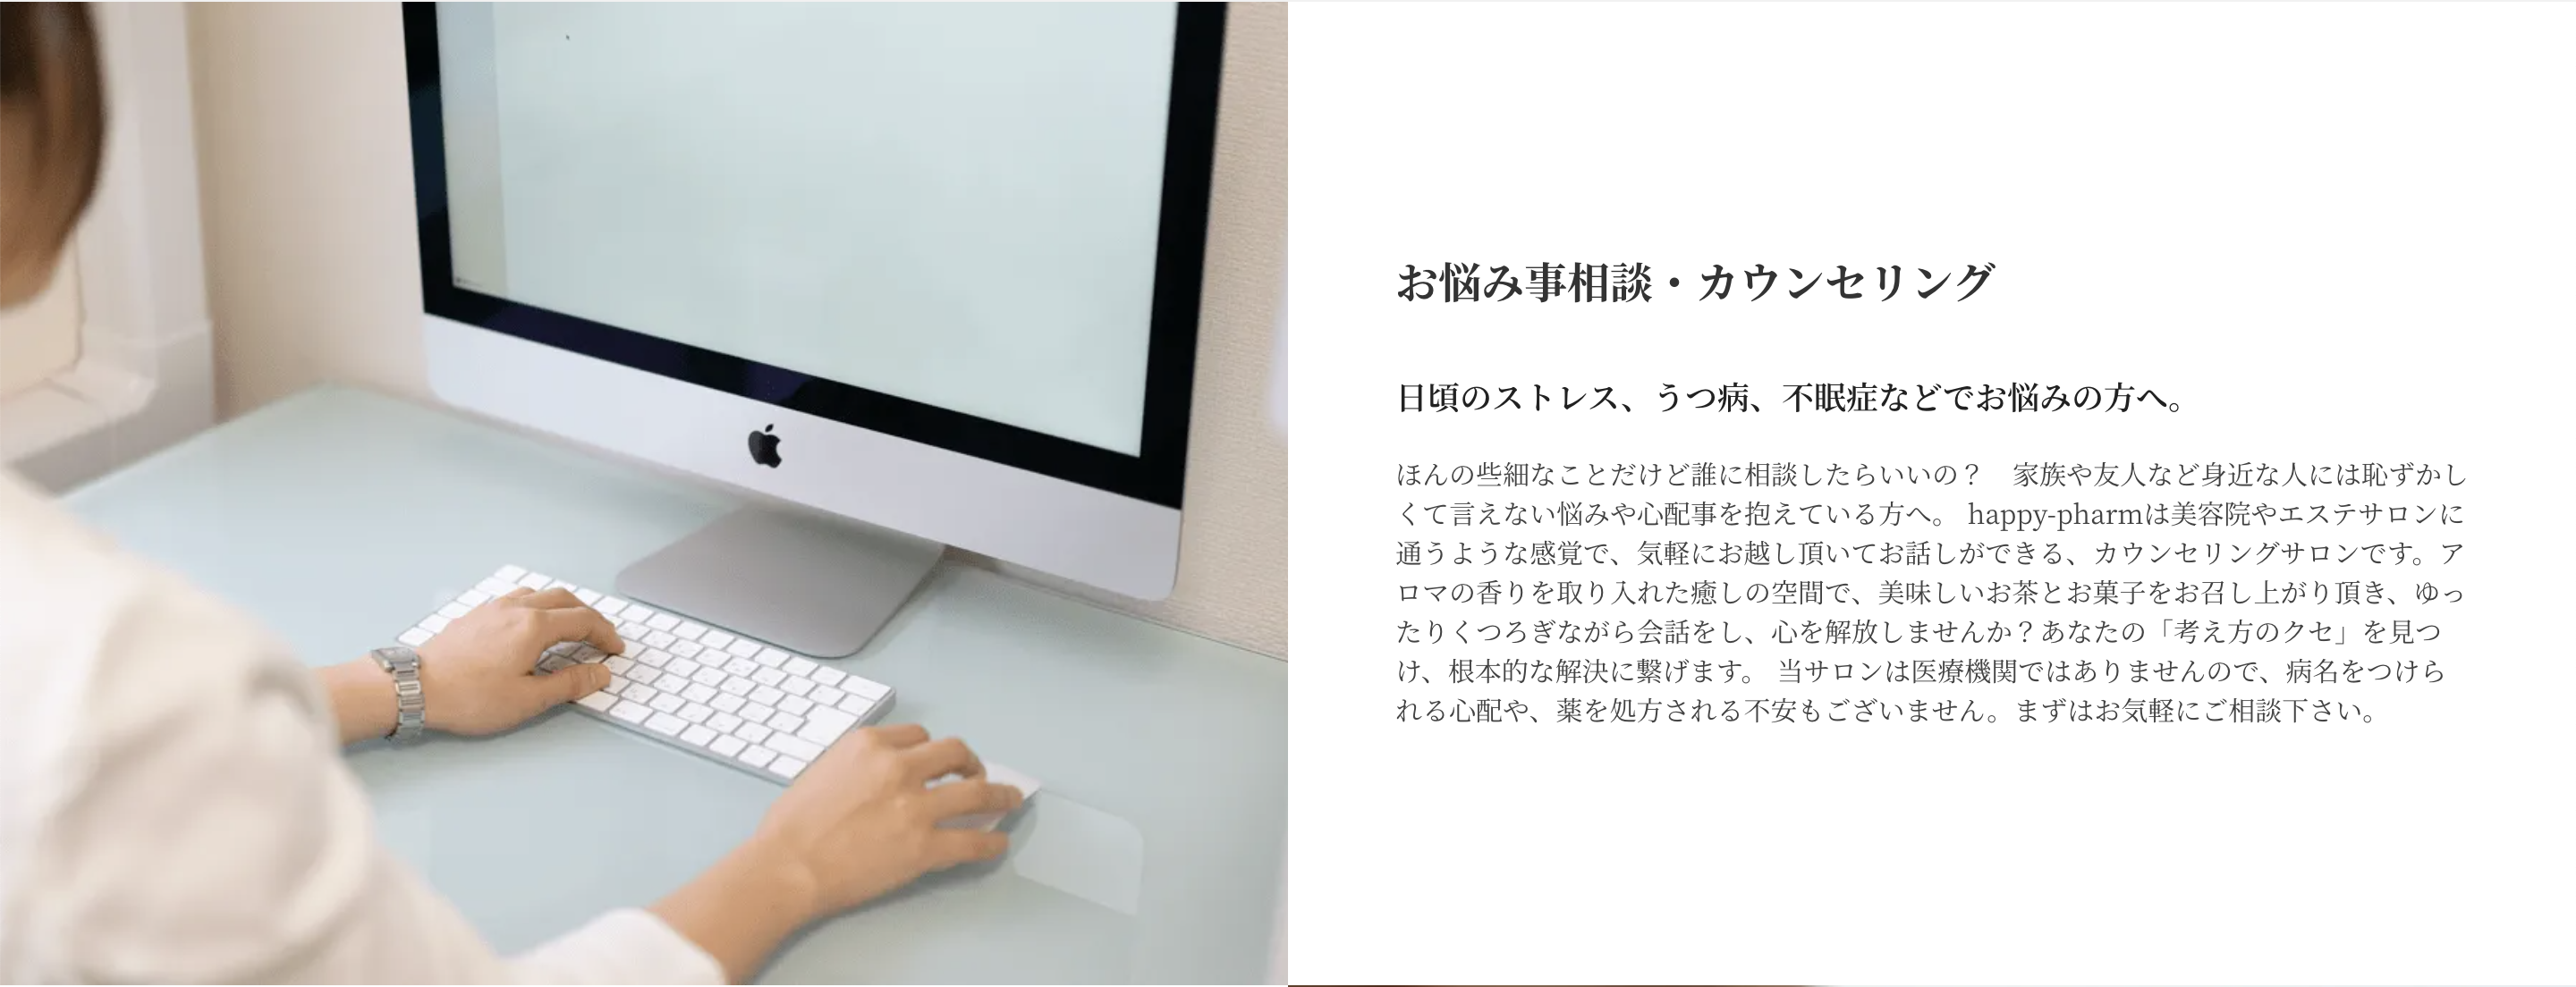 お悩み事相談・カウンセリング
日頃のストレス、うつ病、不眠症などでお悩みの方へ。
ほんの些細なことだけど誰に相談したらいいの？　家族や友人など身近な人には恥ずかし
くて言えない悩みや心配事を抱えている方へ。 happy-pharmは美容院やエステサロンに
通うような感覚で、気軽にお越し頂いてお話しができる、カウンセリングサロンです。ア
ロマの香りを取り入れた癒しの空間で、美味しいお茶とお菓子をお召し上がり頂き、ゆっ
たりくつろぎながら会話をし、心を解放しませんか？あなたの「考え方のクセ」を見つ
け、根本的な解決に繋げます。 当サロンは医療機関ではありませんので、病名をつけら
れる心配や、薬を処方される不安もございません。まずはお気軽にご相談下さい。